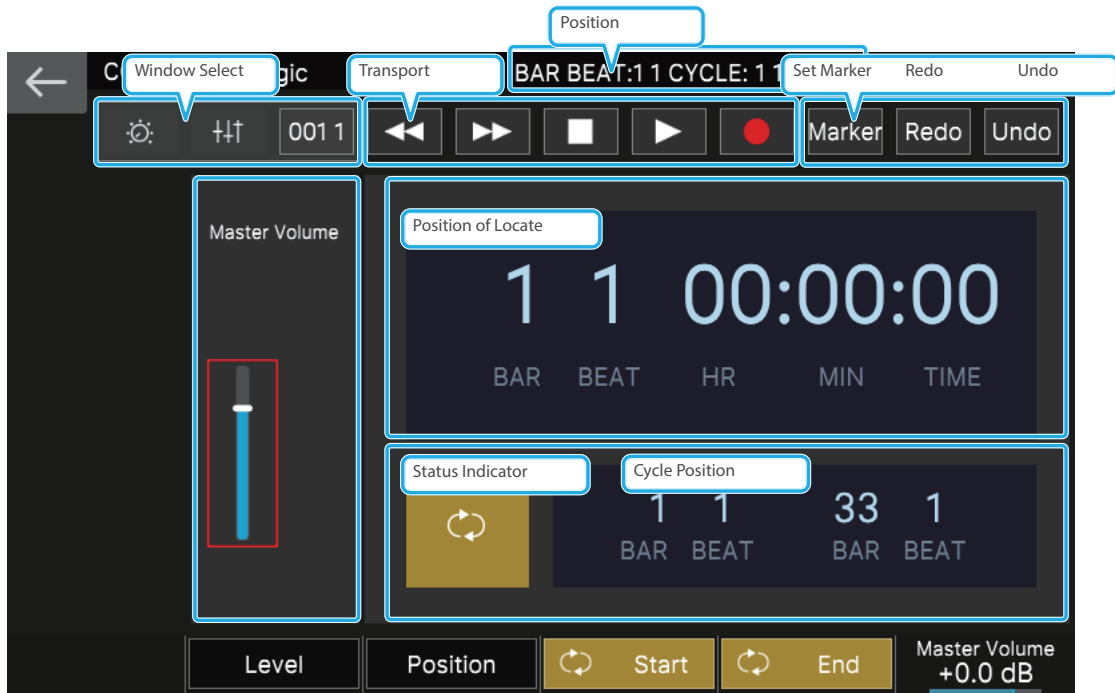 Position
Window Select
gic
Transport
BAR BEAT:1 1 CYCLE: 1 1
Set Marker Redo Undo
001 1
Marker Redo Undo
Master Volume
Position of Locate
1 1 00:00:00
BAR BEAT HR MIN TIME
Status Indicator
Cycle Position
1 1 33 1
BAR BEAT BAR BEAT
Level
Position
Start
End
Master Volume
+0.0 dB